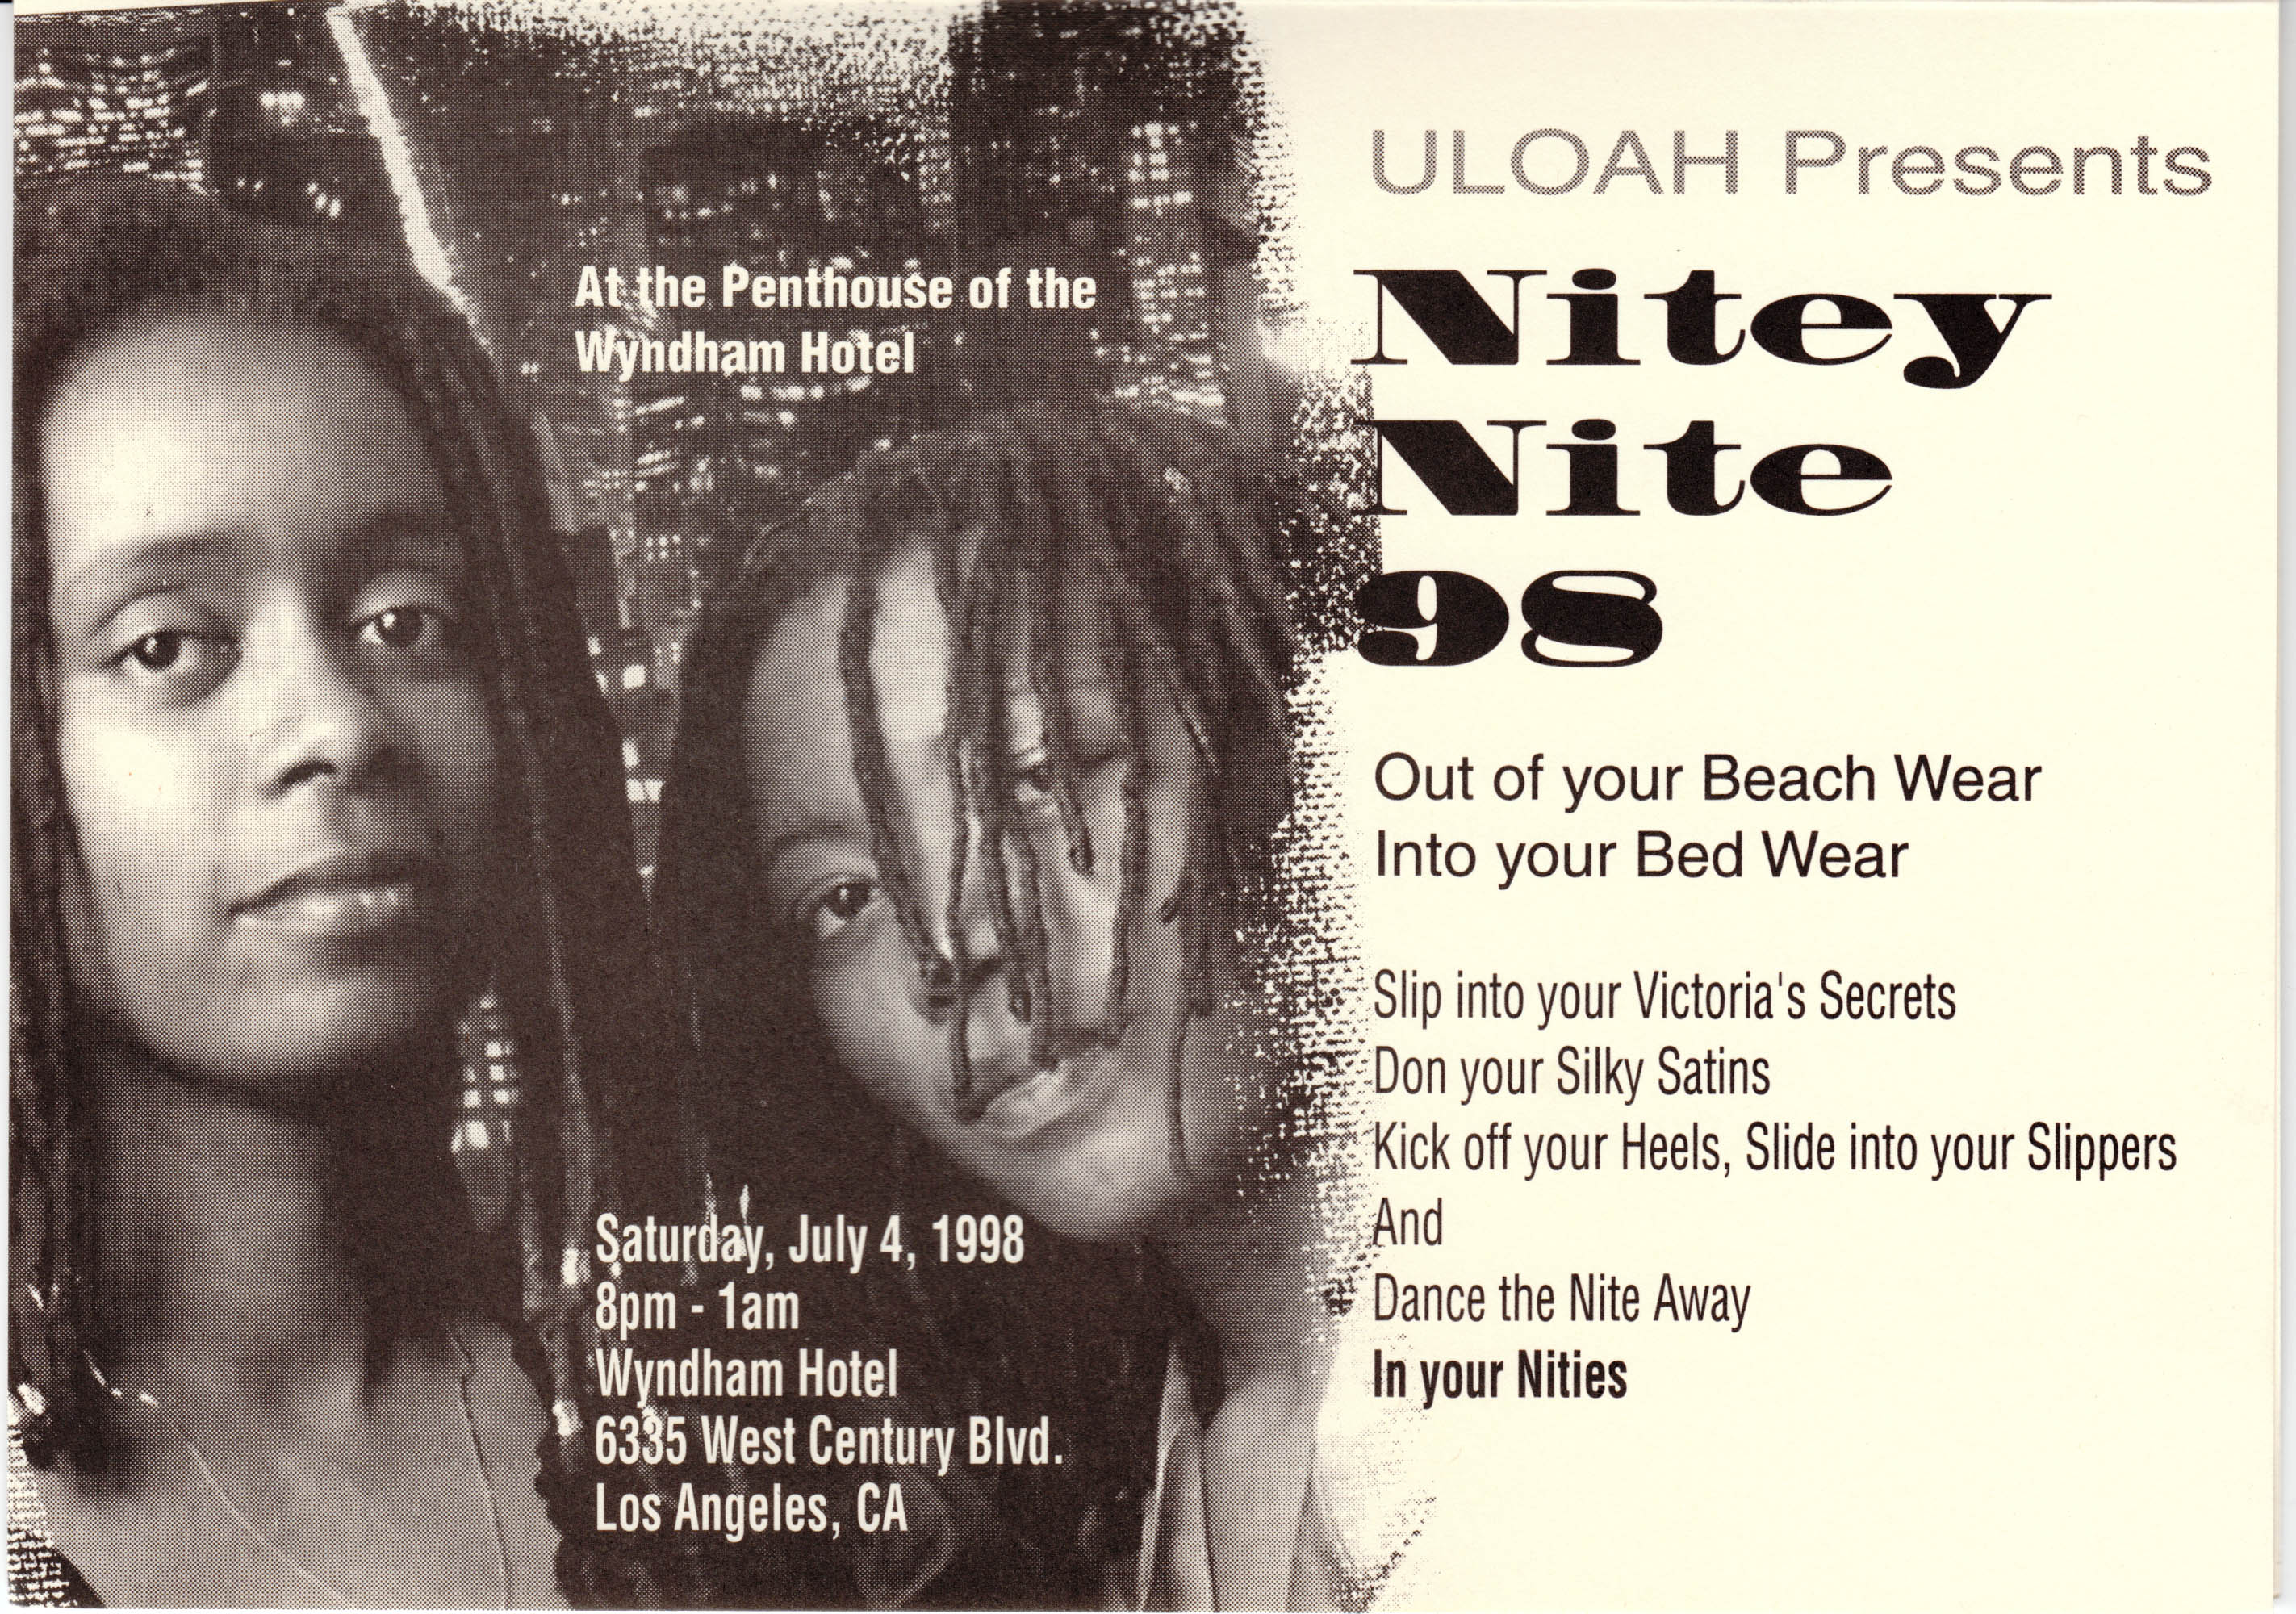 At the Penthouse of the
Wyndham Hotel
Saturday, July 4, 1998
8pm - 1am
Wyndham Hotel
6335 West Century Blvd.
Los Angeles, CA
ULOAH Presents
Nitey
Nite
98
Out of your Beach Wear
Into your Bed Wear
Slip into your Victoria's Secrets
Don your Silky Satins
Kick off your Heels, Slide into your Slippers
And
Dance the Nite Away
In your Nities